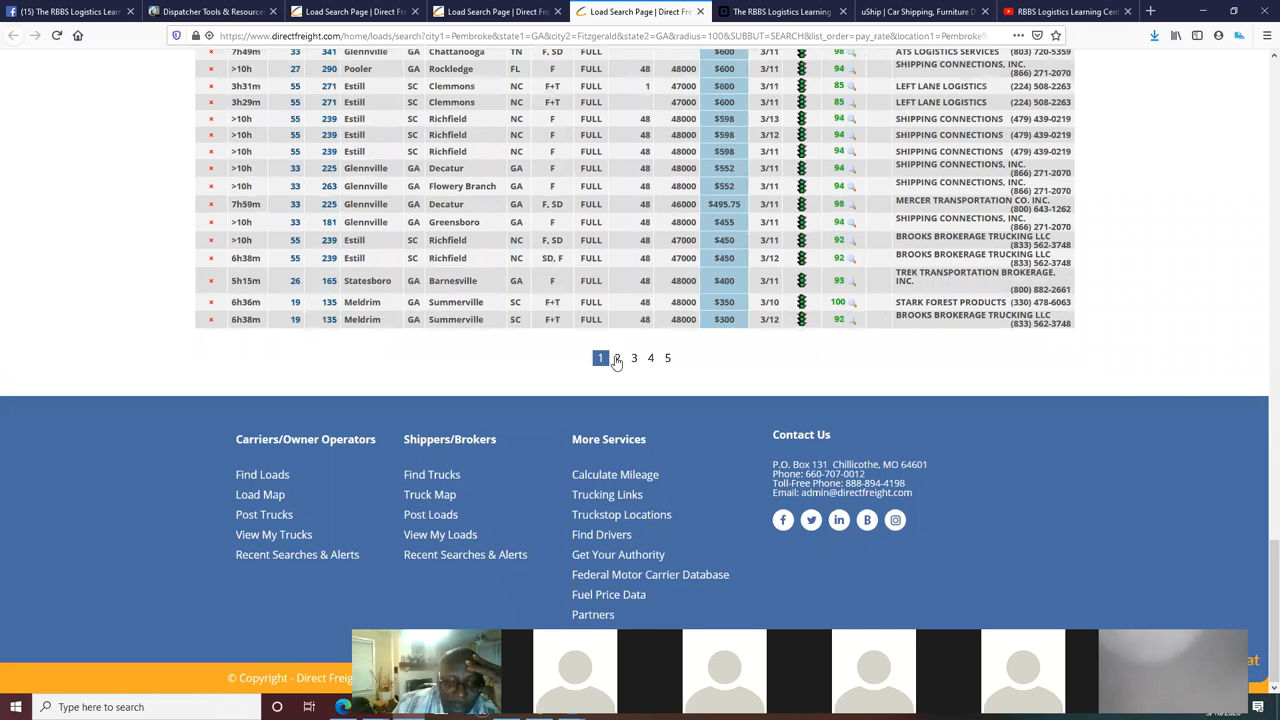 (15) The RBBS Logistics Learn
Dispatcher Tools & Resource
Load Search Page | Direct Fr
Load Search Page | Direct Fr
Load Search Page | Direct Fr
The RBBS Logistics Learning
uShip | Car Shipping, Furniture D
RBBS Logistics Learning Cen
https://www.directfreight.com/home/loads/search?city1=Pembroke&state1=GA&city2=Fitzgerald&state2=GA&radius=100&SUBBUT=SEARCH&list_order=pay_rate&location1=Pembroke%
× 7h49m 33 341 Glennville GA Chattanooga TN F, SD FULL 48 48000 $600 3/11 98 ATS LOGISTICS SERVICES (803) 720-5359
× >10h 27 290 Pooler GA Rockledge FL F FULL 48 48000 $600 3/11 94 SHIPPING CONNECTIONS, INC. (866) 271-2070
× 3h31m 55 271 Estill SC Clemmons NC F+T FULL 1 47000 $600 3/11 85 LEFT LANE LOGISTICS (224) 508-2263
× 3h29m 55 271 Estill SC Clemmons NC F+T FULL 47000 $600 3/11 85 LEFT LANE LOGISTICS (224) 508-2263
× >10h 55 239 Estill SC Richfield NC F FULL 48 48000 $598 3/13 94 SHIPPING CONNECTIONS (479) 439-0219
× >10h 55 239 Estill SC Richfield NC F FULL 48 48000 $598 3/12 94 SHIPPING CONNECTIONS (479) 439-0219
× >10h 55 239 Estill SC Richfield NC F FULL 48 48000 $598 3/11 94 SHIPPING CONNECTIONS (479) 439-0219
× >10h 33 225 Glennville GA Decatur GA F FULL 48 48000 $552 3/11 94 SHIPPING CONNECTIONS, INC. (866) 271-2070
× >10h 33 263 Glennville GA Flowery Branch GA F FULL 48 48000 $552 3/11 94 SHIPPING CONNECTIONS, INC. (866) 271-2070
× 7h59m 33 225 Glennville GA Decatur GA F, SD FULL 48 46000 $495.75 3/11 98 MERCER TRANSPORTATION CO. INC. (800) 643-1262
× >10h 33 181 Glennville GA Greensboro GA F FULL 48 48000 $455 3/11 94 SHIPPING CONNECTIONS, INC. (866) 271-2070
× >10h 55 239 Estill SC Richfield NC F, SD FULL 48 47000 $450 3/11 92 BROOKS BROKERAGE TRUCKING LLC (833) 562-3748
× 6h38m 55 239 Estill SC Richfield NC SD, F FULL 48 47000 $450 3/12 92 BROOKS BROKERAGE TRUCKING LLC (833) 562-3748
× 5h15m 26 165 Statesboro GA Barnesville GA F FULL 48 48000 $400 3/11 93 TREK TRANSPORTATION BROKERAGE, INC. (800) 882-2661
× 6h36m 19 135 Meldrim GA Summerville SC F+T FULL 48 48000 $350 3/10 100 STARK FOREST PRODUCTS (330) 478-6063
× 6h38m 19 135 Meldrim GA Summerville SC F+T FULL 48 48000 $300 3/12 92 BROOKS BROKERAGE TRUCKING LLC (833) 562-3748
1 2 3 4 5
Carriers/Owner Operators
Find Loads
Load Map
Post Trucks
View My Trucks
Recent Searches & Alerts
Shippers/Brokers
Find Trucks
Truck Map
Post Loads
View My Loads
Recent Searches & Alerts
More Services
Calculate Mileage
Trucking Links
Truckstop Locations
Find Drivers
Get Your Authority
Federal Motor Carrier Database
Fuel Price Data
Partners
Contact Us
P.O. Box 131 Chillicothe, MO 64601
Phone: 660-707-0012
Toll-Free Phone: 888-894-4198
Email: admin@directfreight.com
© Copyright - Direct Freig
Type here to search